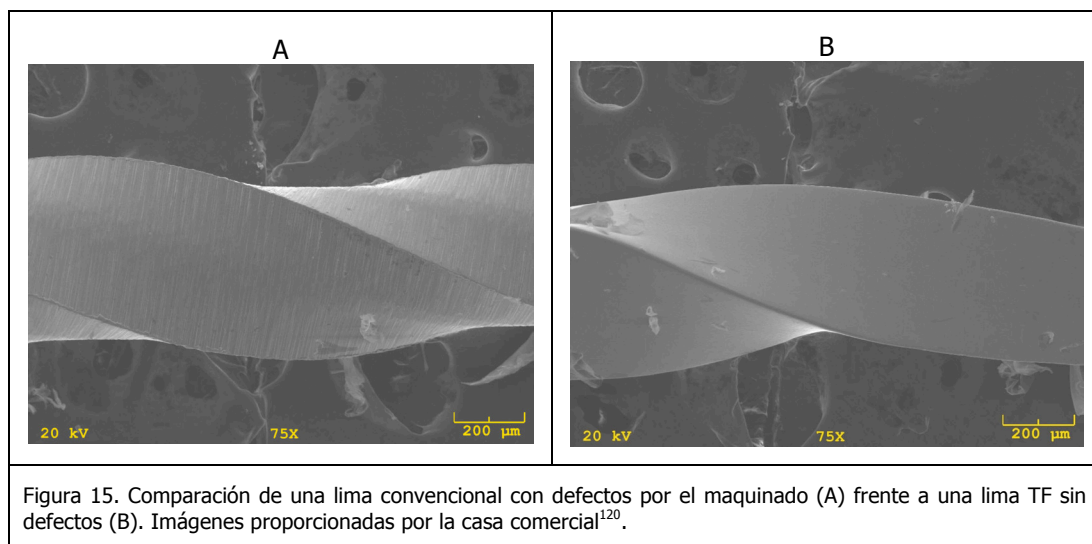 A
B
20 kV
75X
200 µm
20 kV
75X
200 µm
Figura 15. Comparación de una lima convencional con defectos por el maquinado (A) frente a una lima TF sin
defectos (B). Imágenes proporcionadas por la casa comercial120.